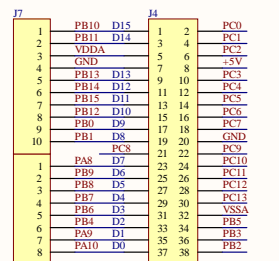 J7 J4
1 PB10 D15 1 2 PC0
2 PB11 D14 3 4 PC1
3 VDDA 5 6 PC2
4 GND 7 8 +5V
5 PB13 D13 9 10 PC3
6 PB14 D12 11 12 PC4
7 PB15 D11 13 14 PC5
8 PB12 D10 15 16 PC6
9 PB0 D9 17 18 PC7
10 PB1 D8 19 20 GND
PC8 21 22 PC9
1 PA8 D7 23 24 PC10
2 PB9 D6 25 26 PC11
3 PB8 D5 27 28 PC12
4 PB7 D4 29 30 PC13
5 PB6 D3 31 32 VSSA
6 PB4 D2 33 34 PB5
7 PA9 D1 35 36 PB3
8 PA10 D0 37 38 PB2